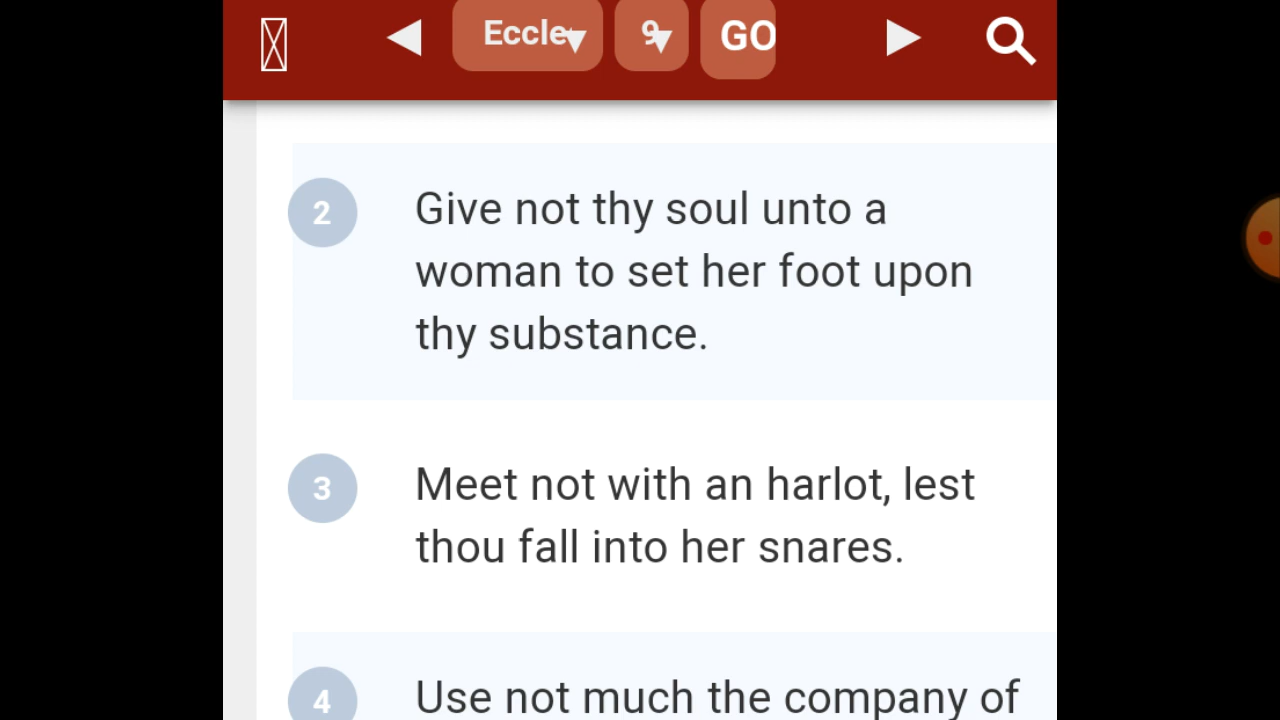 Eccle 9 GO
2 Give not thy soul unto a
woman to set her foot upon
thy substance.
3 Meet not with an harlot, lest
thou fall into her snares.
4 Use not much the company of